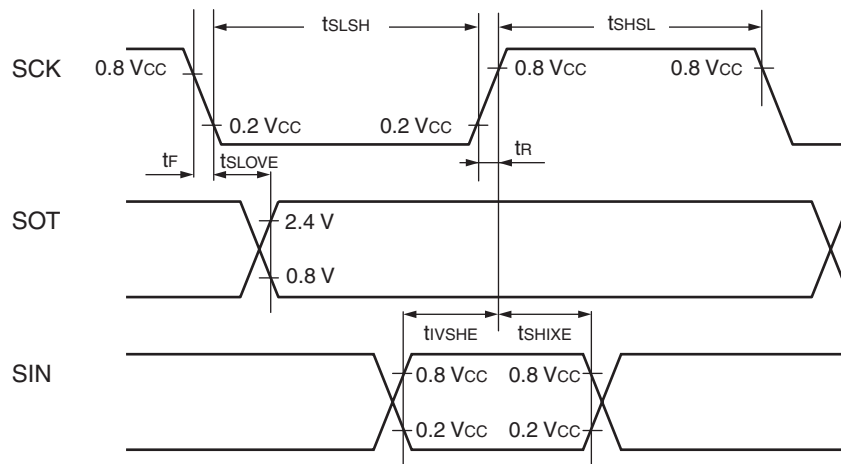 tSLSH tSHSL
SCK 0.8 VCC 0.8 VCC 0.8 VCC
0.2 VCC 0.2 VCC
tF tSLOVE tR
SOT 2.4 V
0.8 V
tIVSHE tSHIXE
SIN 0.8 VCC 0.8 VCC
0.2 VCC 0.2 VCC